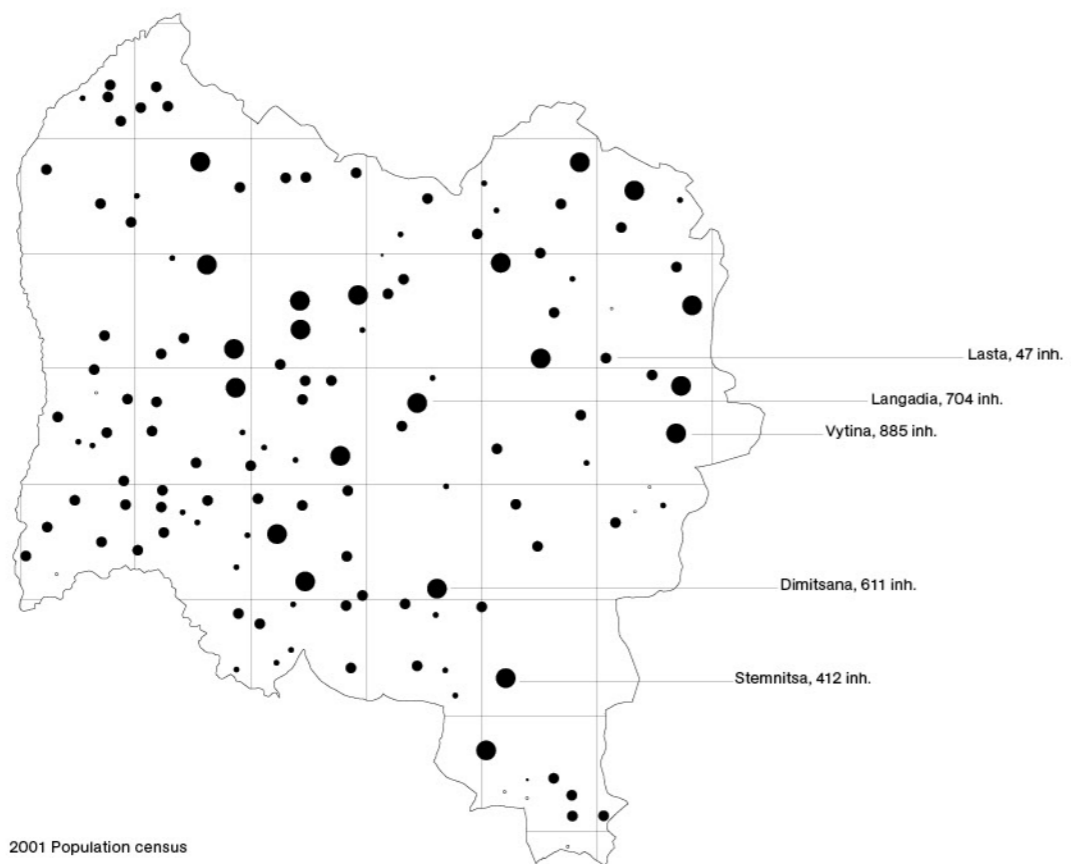 Lasta, 47 inh.
Langadia, 704 inh.
Vytina, 885 inh.
Dimitsana, 611 inh.
Stemnitsa, 412 inh.
2001 Population census